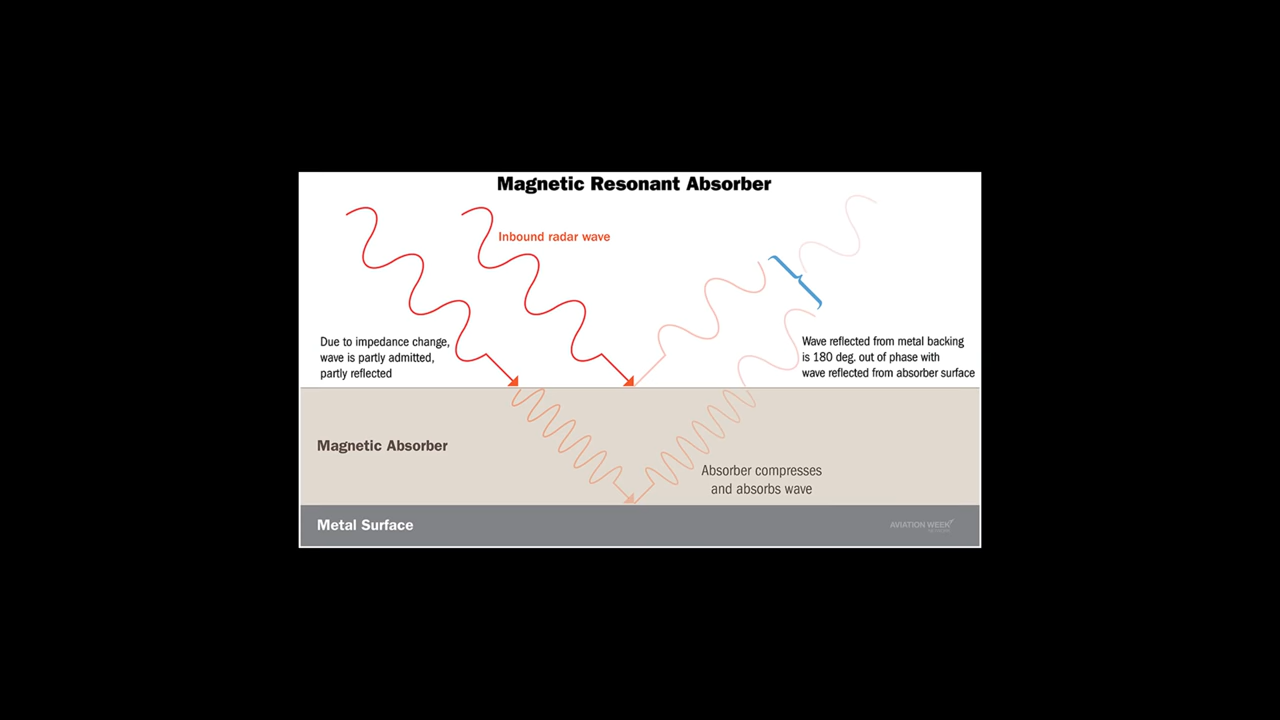 Magnetic Resonant Absorber
Inbound radar wave
Due to impedance change,
wave is partly admitted,
partly reflected
Wave reflected from metal backing
is 180 deg. out of phase with
wave reflected from absorber surface
Magnetic Absorber
Absorber compresses
and absorbs wave
Metal Surface
AVIATION WEEK